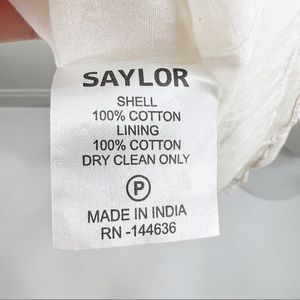 SAYLOR
SHELL
100% COTTON
LINING
100% COTTON
DRY CLEAN ONLY
P
MADE IN INDIA
RN -144636